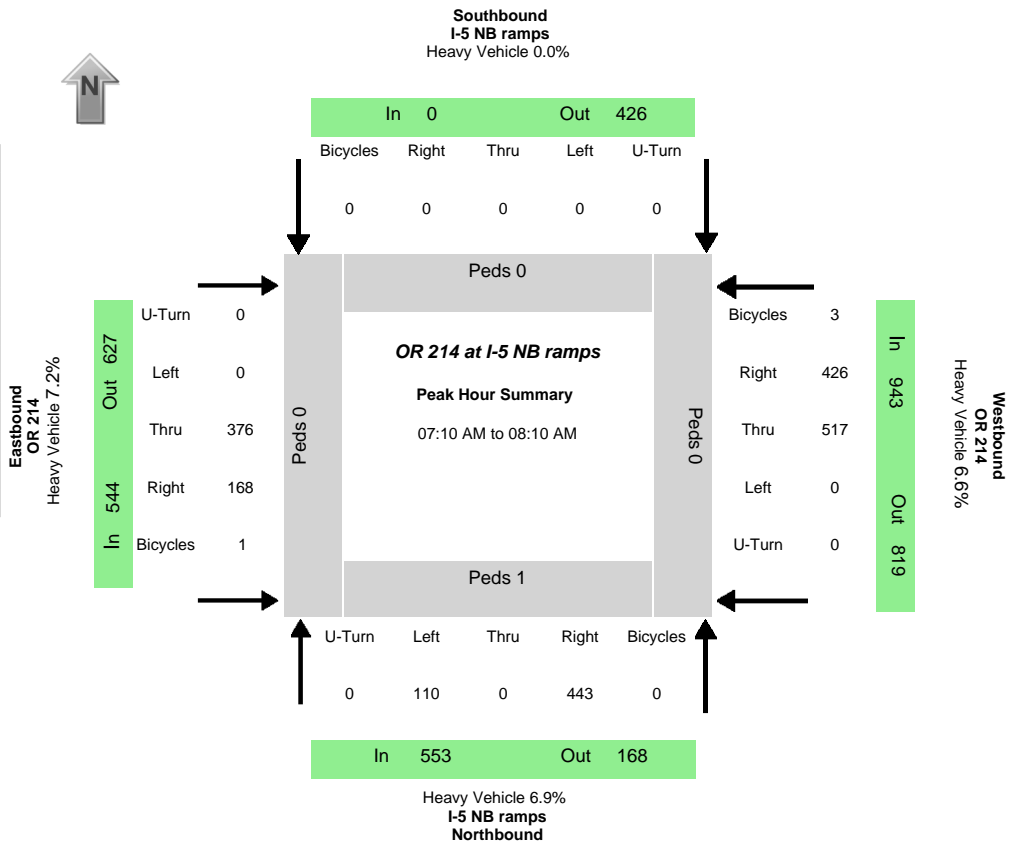 Southbound
I-5 NB ramps
Heavy Vehicle 0.0%
N
In 0 Out 426
Bicycles Right Thru Left U-Turn
0 0 0 0 0
Peds 0
Eastbound
OR 214
Heavy Vehicle 7.2%
In 544 Out 627
U-Turn 0
Left 0
Thru 376
Right 168
Bicycles 1
Peds 0
OR 214 at I-5 NB ramps
Peak Hour Summary
07:10 AM to 08:10 AM
Peds 0
Bicycles 3
Right 426
Thru 517
Left 0
U-Turn 0
In 943 Out 819
Westbound
OR 214
Heavy Vehicle 6.6%
Peds 1
U-Turn Left Thru Right Bicycles
0 110 0 443 0
In 553 Out 168
Heavy Vehicle 6.9%
I-5 NB ramps
Northbound